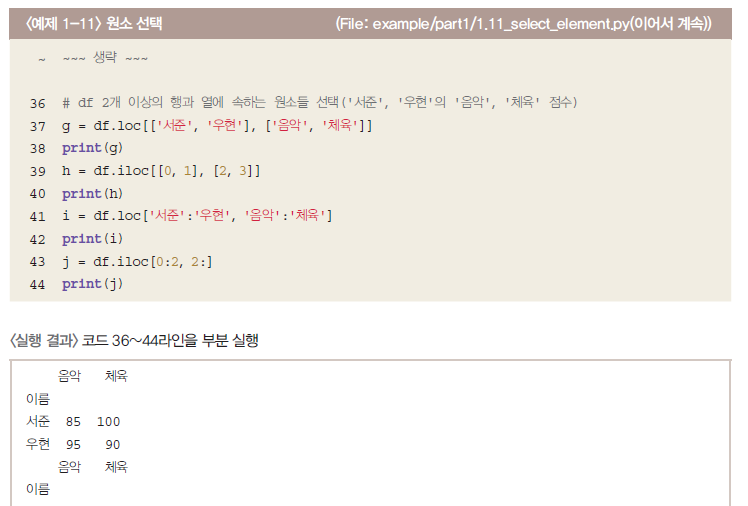 〈예제 1-11〉 원소 선택 (File: example/part1/1.11_select_element.py(이어서 계속))
~ ~~~ 생략 ~~~
36 # df 2개 이상의 행과 열에 속하는 원소들 선택('서준', '우현'의 '음악', '체육' 점수)
37 g = df.loc[['서준', '우현'], ['음악', '체육']]
38 print(g)
39 h = df.iloc[[0, 1], [2, 3]]
40 print(h)
41 i = df.loc['서준':'우현', '음악':'체육']
42 print(i)
43 j = df.iloc[0:2, 2:]
44 print(j)
〈실행 결과〉 코드 36~44라인을 부분 실행
음악 체육
이름
서준 85 100
우현 95 90
음악 체육
이름